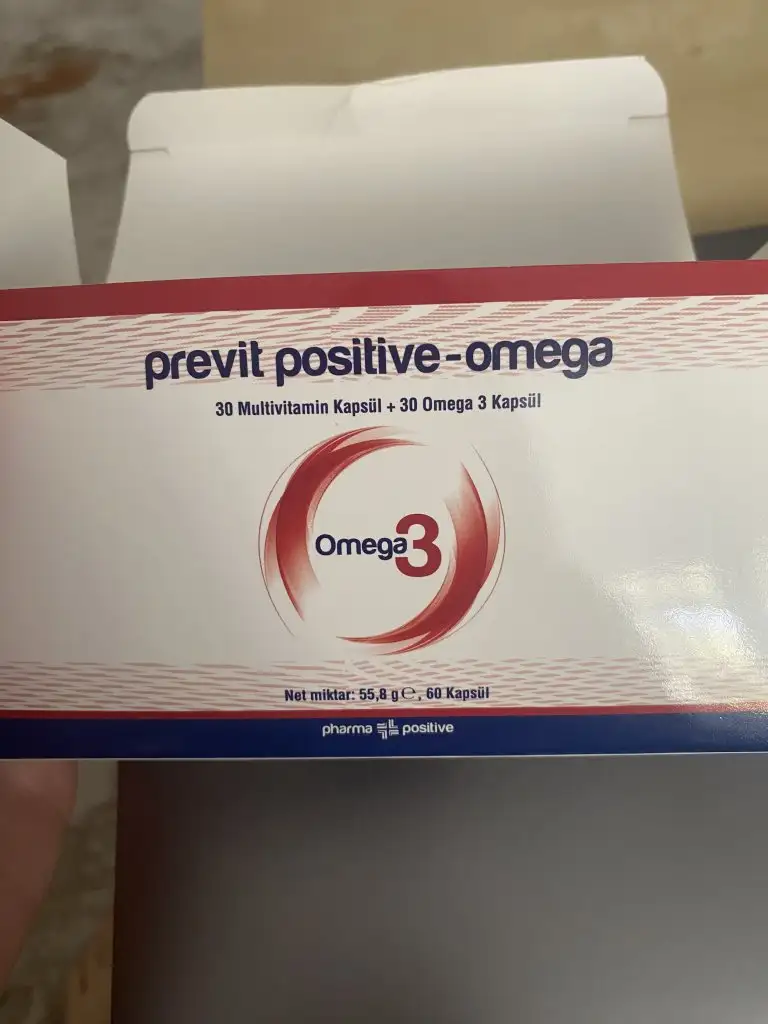 previt positive-omega
30 Multivitamin Kapsül + 30 Omega 3 Kapsül
Omega3
Net miktar: 55,8 g ℮, 60 Kapsül
pharma positive